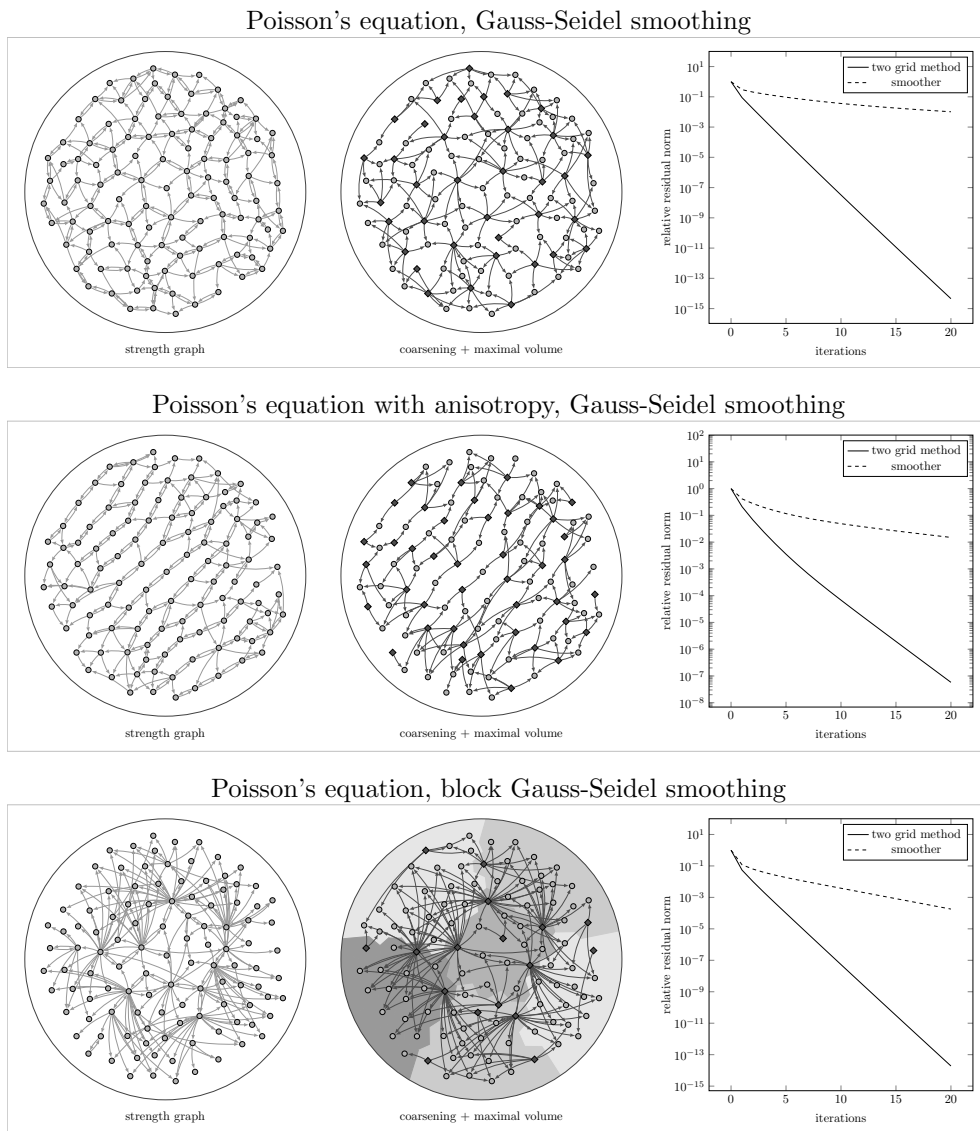 Poisson's equation, Gauss-Seidel smoothing
strength graph
coarsening + maximal volume
10^1
10^−1
10^−3
10^−5
10^−7
10^−9
10^−11
10^−13
10^−15
relative residual norm
two grid method
smoother
0 5 10 15 20
iterations
Poisson's equation with anisotropy, Gauss-Seidel smoothing
strength graph
coarsening + maximal volume
10^2
10^1
10^0
10^−1
10^−2
10^−3
10^−4
10^−5
10^−6
10^−7
10^−8
relative residual norm
two grid method
smoother
0 5 10 15 20
iterations
Poisson's equation, block Gauss-Seidel smoothing
strength graph
coarsening + maximal volume
10^1
10^−1
10^−3
10^−5
10^−7
10^−9
10^−11
10^−13
10^−15
relative residual norm
two grid method
smoother
0 5 10 15 20
iterations